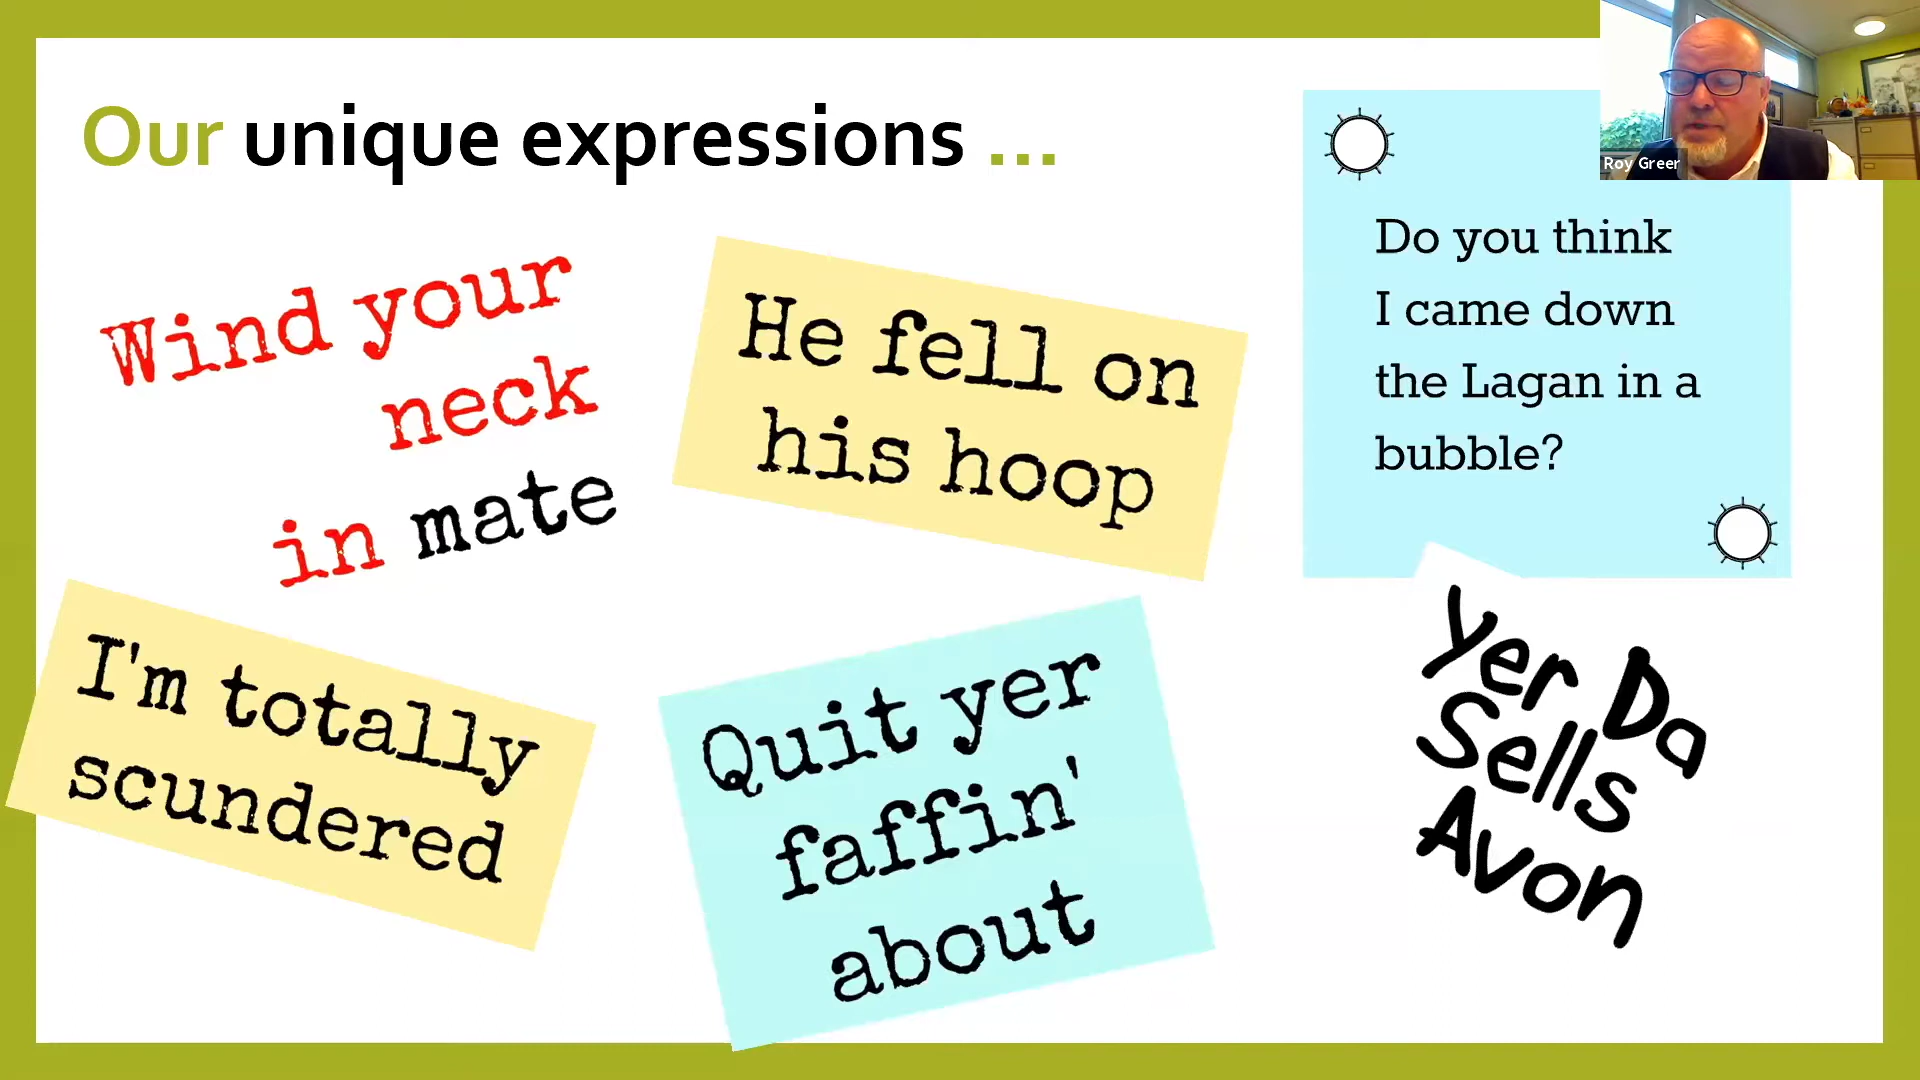 Our unique expressions ...
Roy Greer
Wind your
neck
in mate
He fell on
his hoop
Do you think
I came down
the Lagan in a
bubble?
I'm totally
scundered
Quit yer
faffin'
about
Yer Da
Sells
Avon